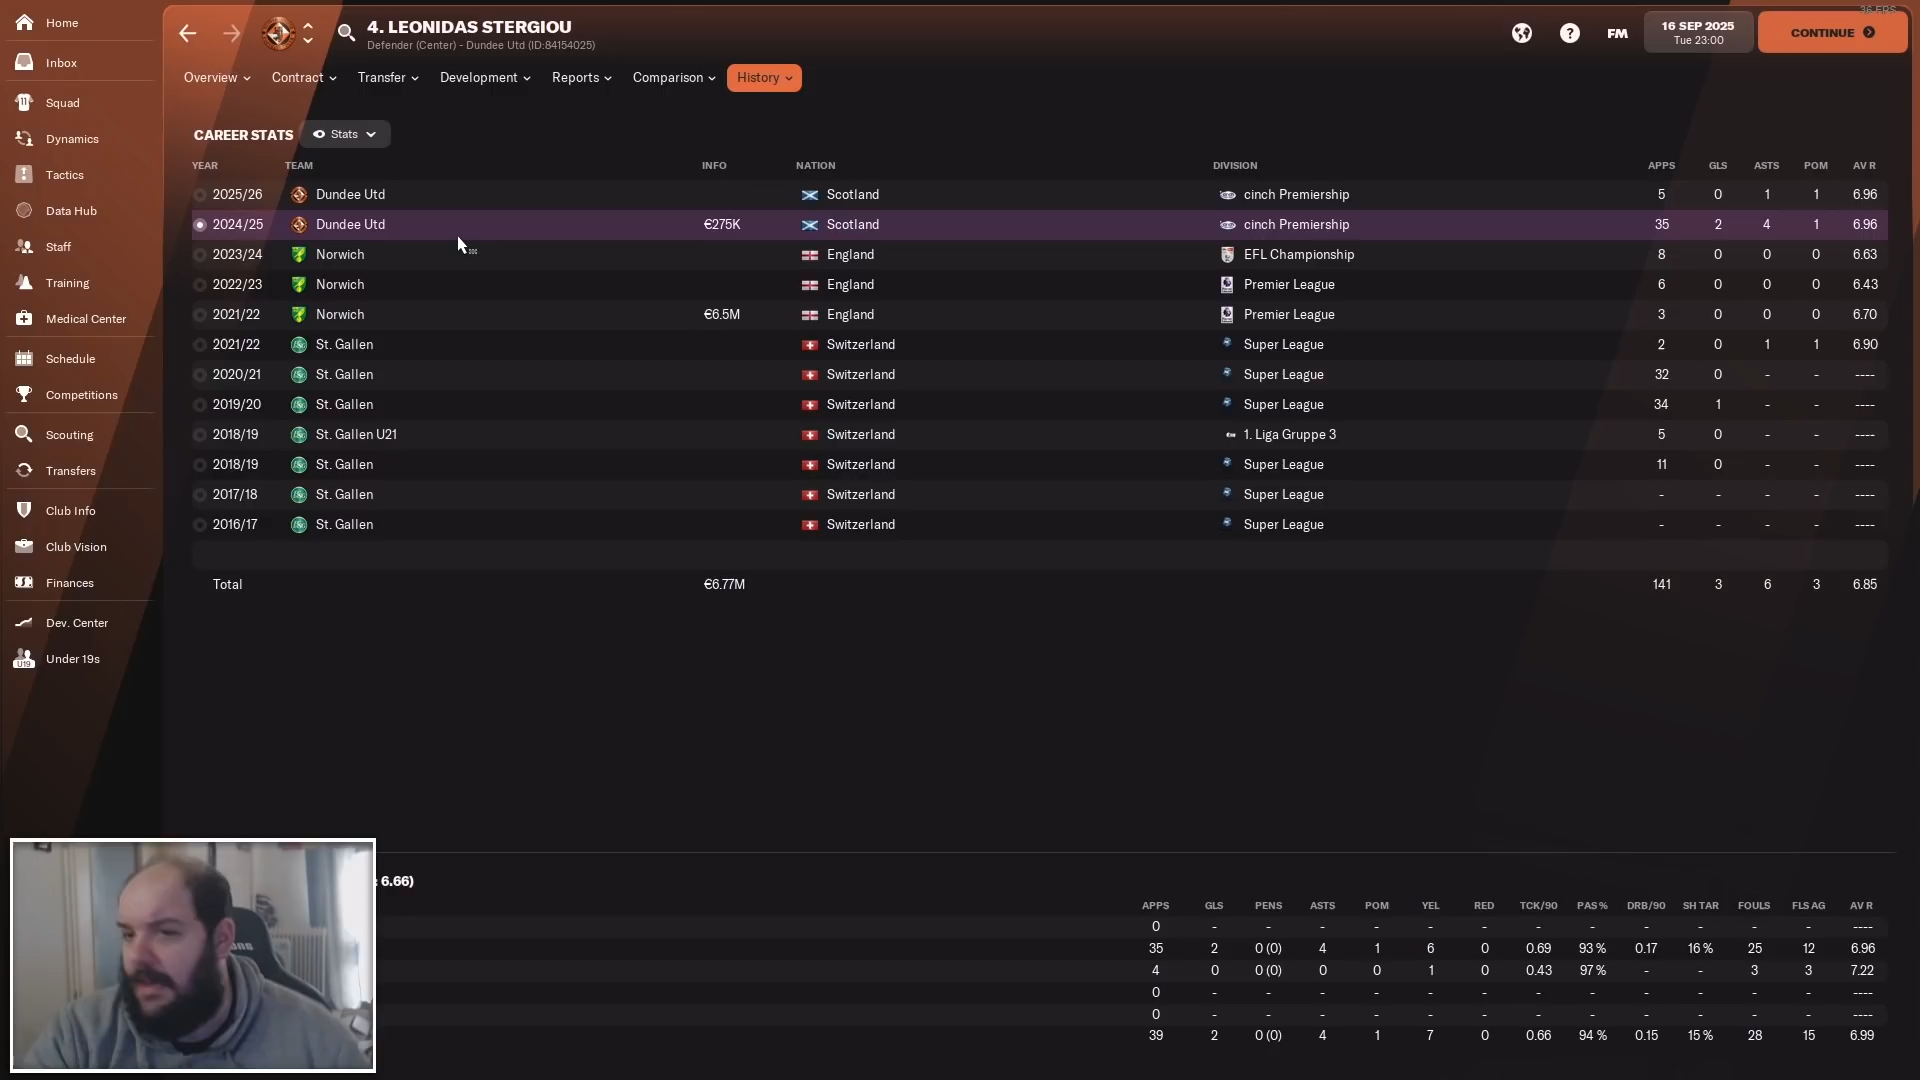 Home
Inbox
Squad
Dynamics
Tactics
Data Hub
Staff
Training
Medical Center
Schedule
Competitions
Scouting
Transfers
Club Info
Club Vision
Finances
Dev. Center
Under 19s
4. LEONIDAS STERGIOU
Defender (Center) - Dundee Utd (ID:84154025)
FM
16 SEP 2025
Tue 23:00
CONTINUE
Overview Contract Transfer Development Reports Comparison History
CAREER STATS Stats
YEAR TEAM INFO NATION DIVISION APPS GLS ASTS POM AV R
2025/26 Dundee Utd Scotland cinch Premiership 5 0 1 1 6.96
2024/25 Dundee Utd €275K Scotland cinch Premiership 35 2 4 1 6.96
2023/24 Norwich England EFL Championship 8 0 0 0 6.63
2022/23 Norwich England Premier League 6 0 0 0 6.43
2021/22 Norwich €6.5M England Premier League 3 0 0 0 6.70
2021/22 St. Gallen Switzerland Super League 2 0 1 1 6.90
2020/21 St. Gallen Switzerland Super League 32 0 - - ----
2019/20 St. Gallen Switzerland Super League 34 1 - - ----
2018/19 St. Gallen U21 Switzerland 1. Liga Gruppe 3 5 0 - - ----
2018/19 St. Gallen Switzerland Super League 11 0 - - ----
2017/18 St. Gallen Switzerland Super League - - - - ----
2016/17 St. Gallen Switzerland Super League - - - - ----
Total €6.77M 141 3 6 3 6.85
6.66)
APPS GLS PENS ASTS POM YEL RED TCK/90 PAS % DRB/90 SH TAR FOULS FLS AG AV R
0 - - - - - - - - - - - - ----
35 2 0 (0) 4 1 6 0 0.69 93 % 0.17 16 % 25 12 6.96
4 0 0 (0) 0 0 1 0 0.43 97 % - - 3 3 7.22
0 - - - - - - - - - - - - ----
0 - - - - - - - - - - - - ----
39 2 0 (0) 4 1 7 0 0.66 94 % 0.15 15 % 28 15 6.99